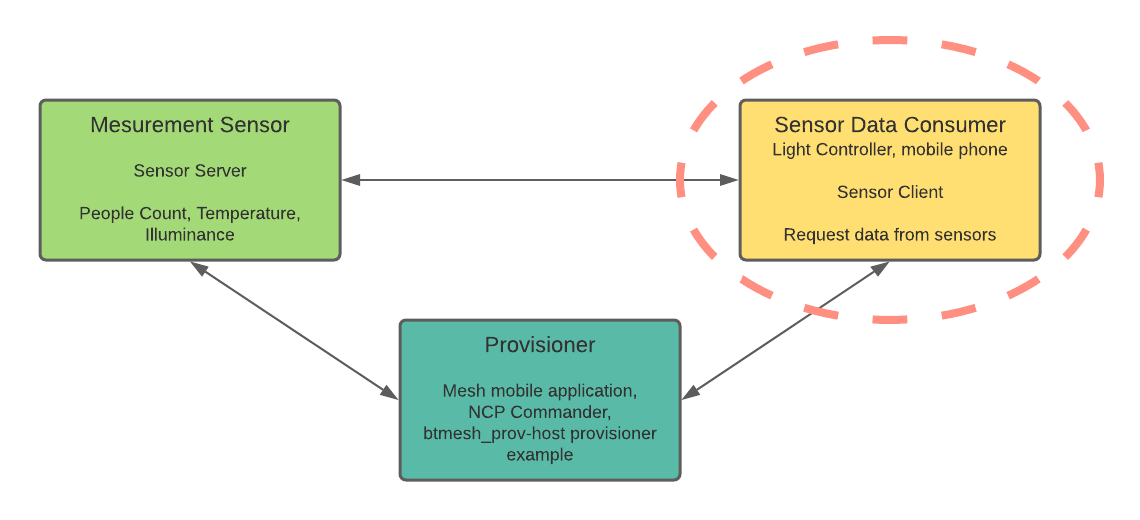 Mesurement Sensor
Sensor Server
People Count, Temperature,
Illuminance
Sensor Data Consumer
Light Controller, mobile phone
Sensor Client
Request data from sensors
Provisioner
Mesh mobile application,
NCP Commander,
btmesh_prov-host provisioner
example